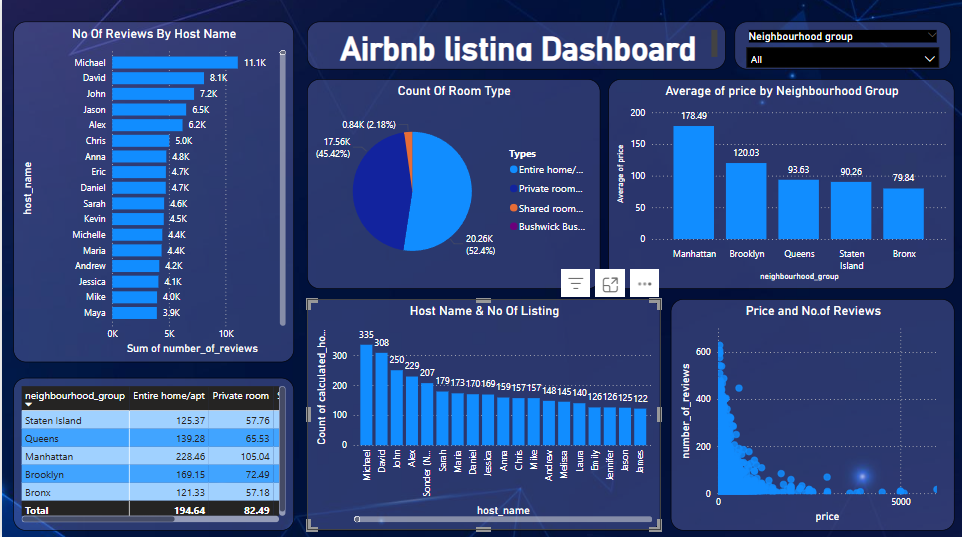 No Of Reviews By Host Name
host_name
Michael 11.1K
David 8.1K
John 7.2K
Jason 6.5K
Alex 6.2K
Chris 5.0K
Anna 4.8K
Eric 4.7K
Daniel 4.7K
Sarah 4.6K
Kevin 4.5K
Michelle 4.4K
Maria 4.4K
Andrew 4.2K
Jessica 4.1K
Mike 4.0K
Maya 3.9K
0K 5K 10K
Sum of number_of_reviews
Airbnb listing Dashboard
Neighbourhood group
All
Count Of Room Type
0.84K (2.18%)
17.56K
(45.42%)
20.26K
(52.4%)
Types
Entire home/...
Private room...
Shared room...
Bushwick Bus...
Average of price by Neighbourhood Group
Average of price
200
150
100
50
0
178.49
120.03
93.63
90.26
79.84
Manhattan
Brooklyn
Queens
Staten
Island
Bronx
neighbourhood_group
neighbourhood_group Entire home/apt Private room S
Staten Island 125.37 57.76
Queens 139.28 65.53
Manhattan 228.46 105.04
Brooklyn 169.15 72.49
Bronx 121.33 57.18
Total 194.64 82.49
Host Name & No Of Listing
Count of calculated_ho...
300
200
100
0
335 308 250 229 207 179 173 170 169 159 157 157 148 145 140 126 126 125 122
Michael
David
John
Alex
Sonder (N...
Sarah
Maria
Daniel
Jessica
Anna
Chris
Mike
Andrew
Melissa
Laura
Emily
Jennifer
Jason
James
host_name
Price and No.of Reviews
number_of_reviews
600
400
200
0
0 5000
price